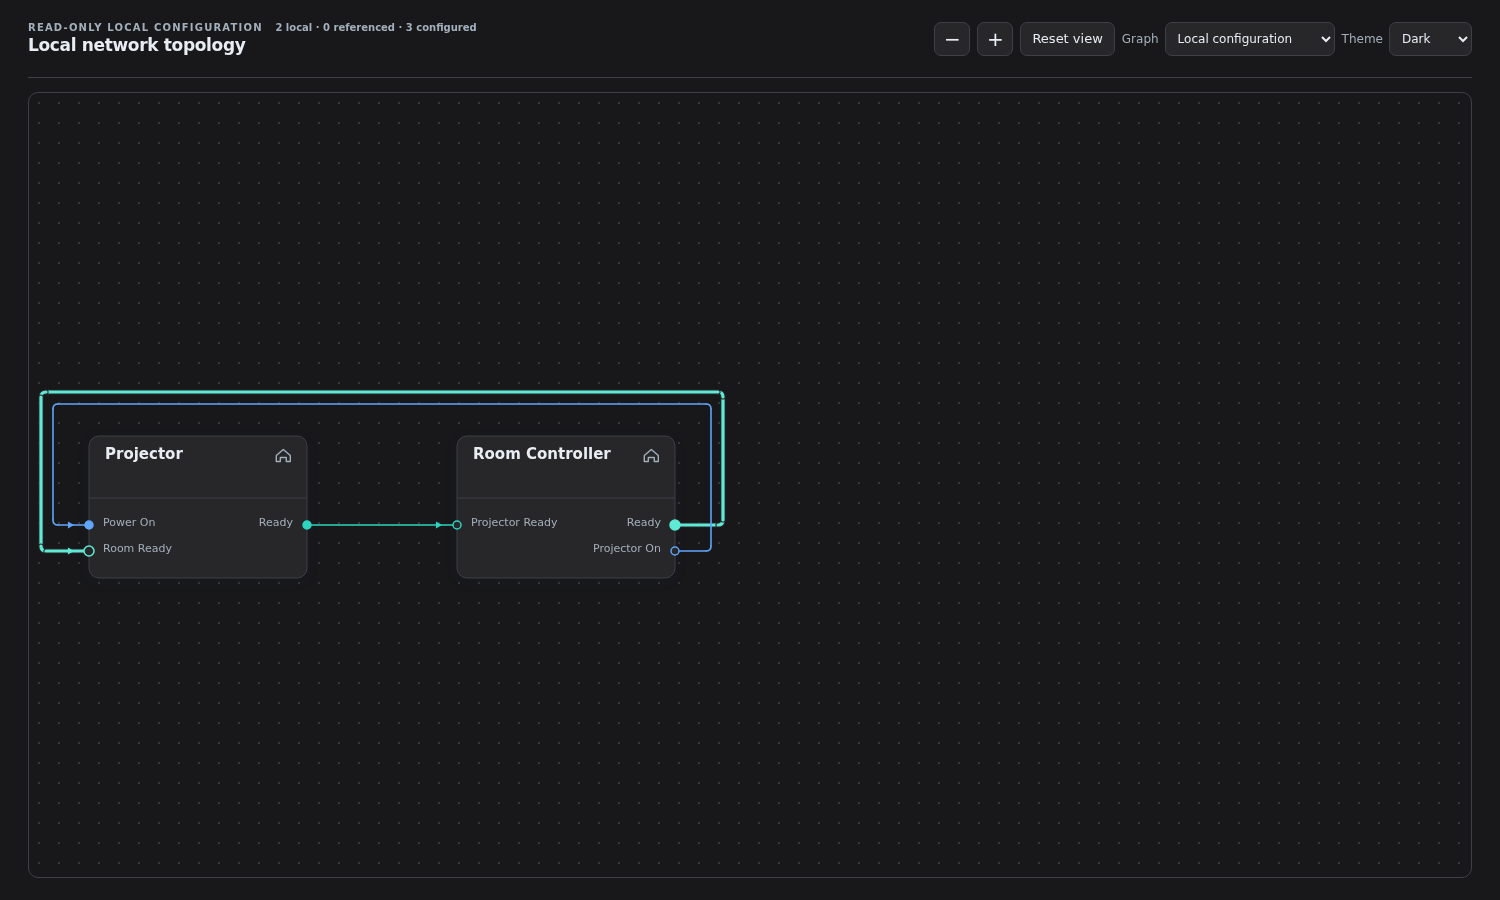 READ-ONLY LOCAL CONFIGURATION 2 local · 0 referenced · 3 configured
Local network topology
− + Reset view Graph Local configuration Theme Dark
Projector
Power On Ready
Room Ready
Room Controller
Projector Ready Ready
Projector On